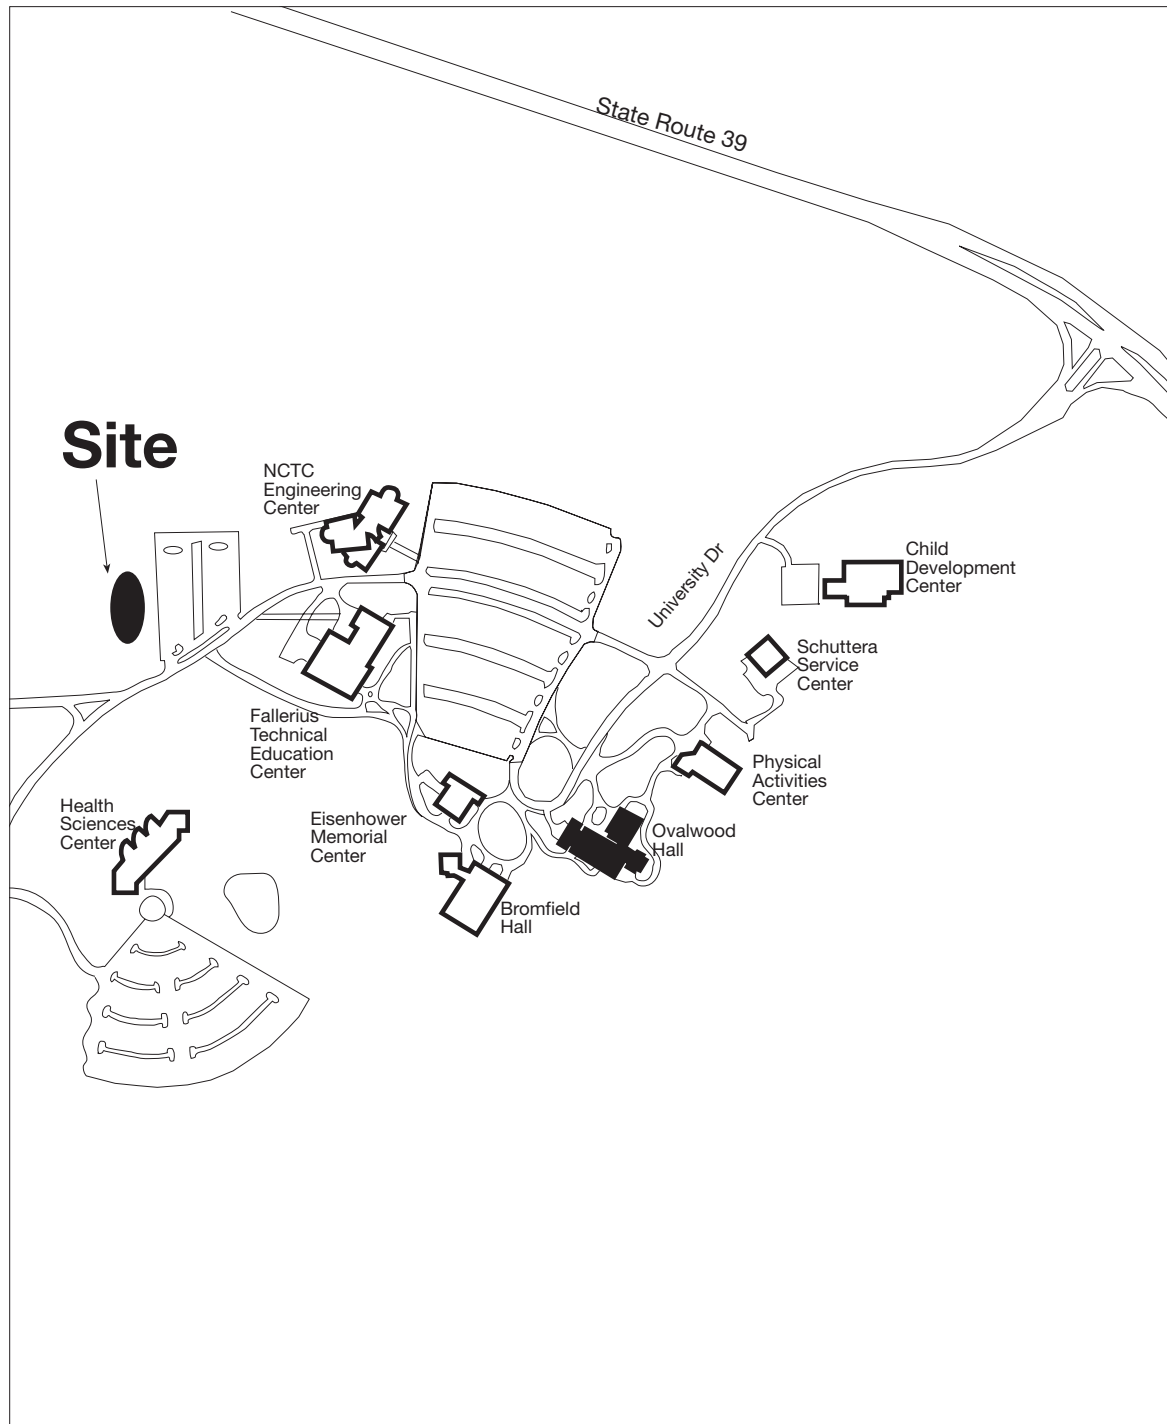 State Route 39
Site
NCTC
Engineering
Center
University Dr
Child
Development
Center
Schuttera
Service
Center
Fallerius
Technical
Education
Center
Physical
Activities
Center
Health
Sciences
Center
Eisenhower
Memorial
Center
Ovalwood
Hall
Bromfield
Hall